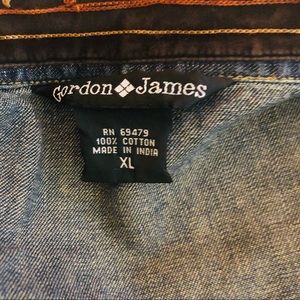 Gordon James
RN 69479
100% COTTON
MADE IN INDIA
XL